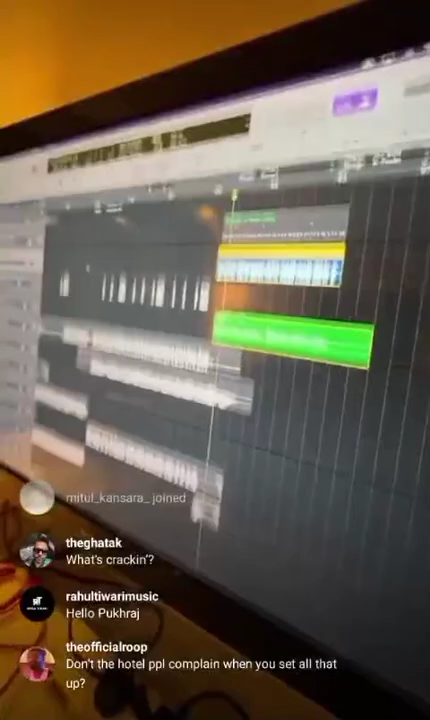 mitul_kansara_ joined
theghatak
What's crackin'?
rahultiwarimusic
Hello Pukhraj
theofficialroop
Don't the hotel ppl complain when you set all that
up?